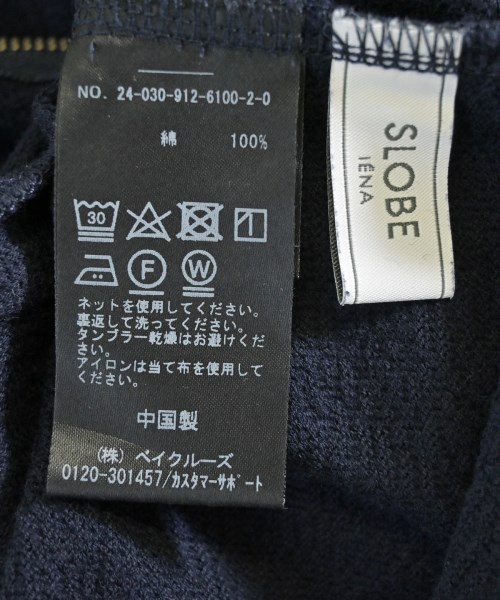 NO. 24-030-912-6100-2-0
綿 100%
30
F W
ネットを使用してください。
裏返して洗ってください。
タンブラー乾燥はお避けくだ
さい。
アイロンは当て布を使用して
ください。
中国製
(株) ベイクルーズ
0120-301457/カスタマーサポート
SLOBE
IÉNA